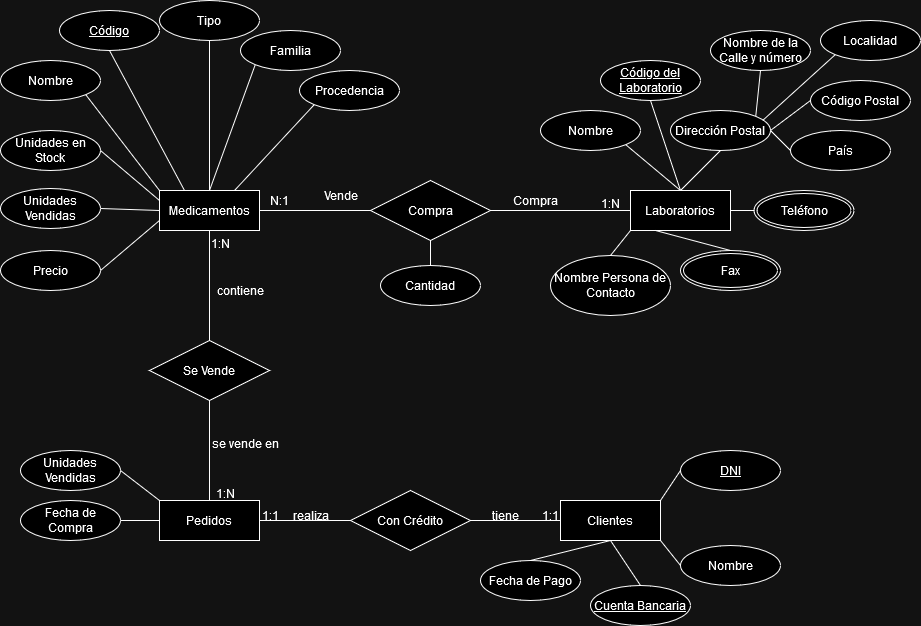 Tipo
Código
Familia
Nombre
Procedencia
Unidades en
Stock
Unidades
Vendidas
Precio
Medicamentos
N:1
Vende
Compra
Compra
1:N
Cantidad
Nombre de la
Calle y número
Localidad
Código del
Laboratorio
Código Postal
Nombre
Dirección Postal
País
Laboratorios
Teléfono
Nombre Persona de
Contacto
Fax
1:N
contiene
Se Vende
se vende en
1:N
Unidades
Vendidas
Fecha de
Compra
Pedidos
1:1
realiza
Con Crédito
tiene
1:1
Clientes
DNI
Nombre
Fecha de Pago
Cuenta Bancaria